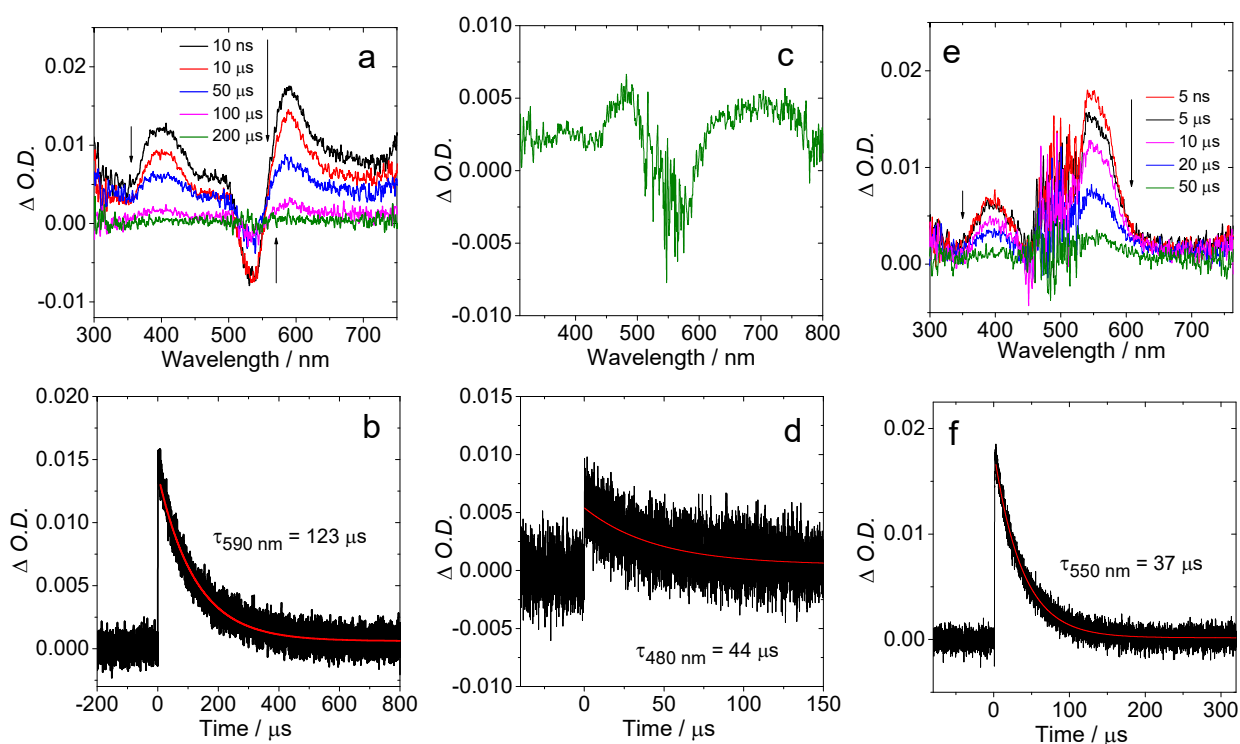 a
10 ns
10 μs
50 μs
100 μs
200 μs
0.02
0.01
0.00
-0.01
Δ O.D.
300 400 500 600 700
Wavelength / nm
c
0.010
0.005
0.000
-0.005
-0.010
Δ O.D.
400 500 600 700 800
Wavelength / nm
e
5 ns
5 μs
10 μs
20 μs
50 μs
0.02
0.01
0.00
Δ O.D.
300 400 500 600 700
Wavelength / nm
b
0.020
0.015
0.010
0.005
0.000
Δ O.D.
τ590 nm = 123 μs
-200 0 200 400 600 800
Time / μs
d
0.015
0.010
0.005
0.000
-0.005
-0.010
Δ O.D.
τ480 nm = 44 μs
0 50 100 150
Time / μs
f
0.02
0.01
0.00
Δ O.D.
τ550 nm = 37 μs
0 100 200 300
Time / μs